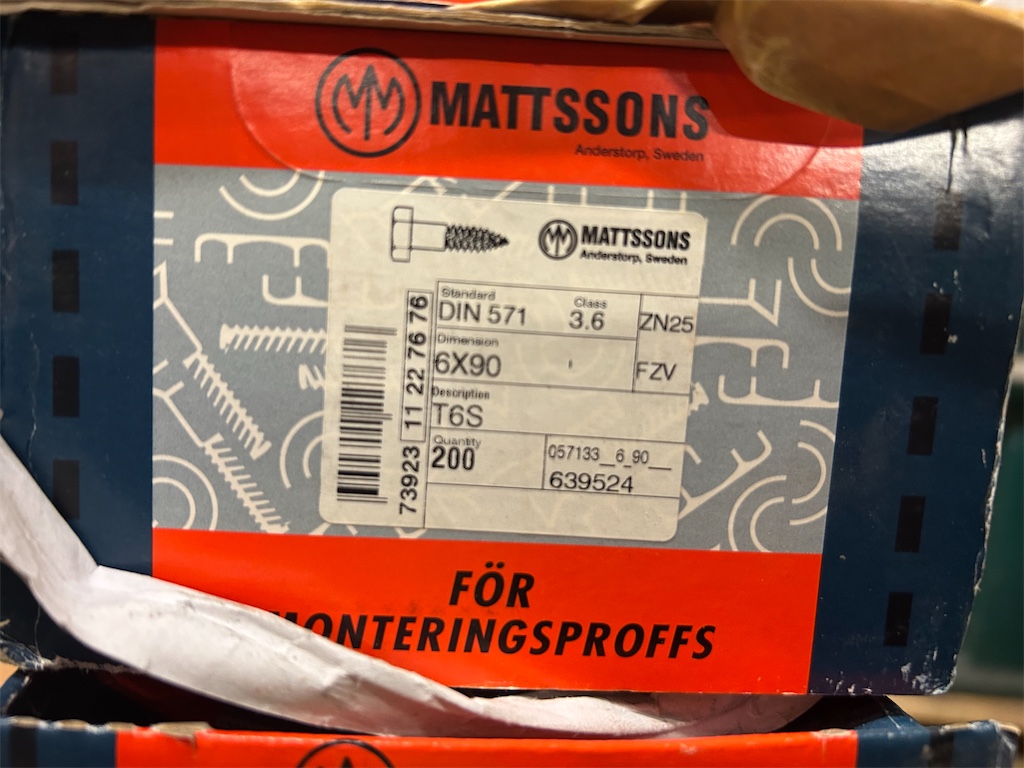 MATTSSONS
Anderstorp, Sweden
MATTSSONS
Anderstorp, Sweden
Standard
DIN 571
Class
3.6
ZN25
Dimension
6X90
FZV
Description
T6S
Quantity
200
057133__6_90__
639524
73923 11 22 76 76
FÖR
MONTERINGSPROFFS